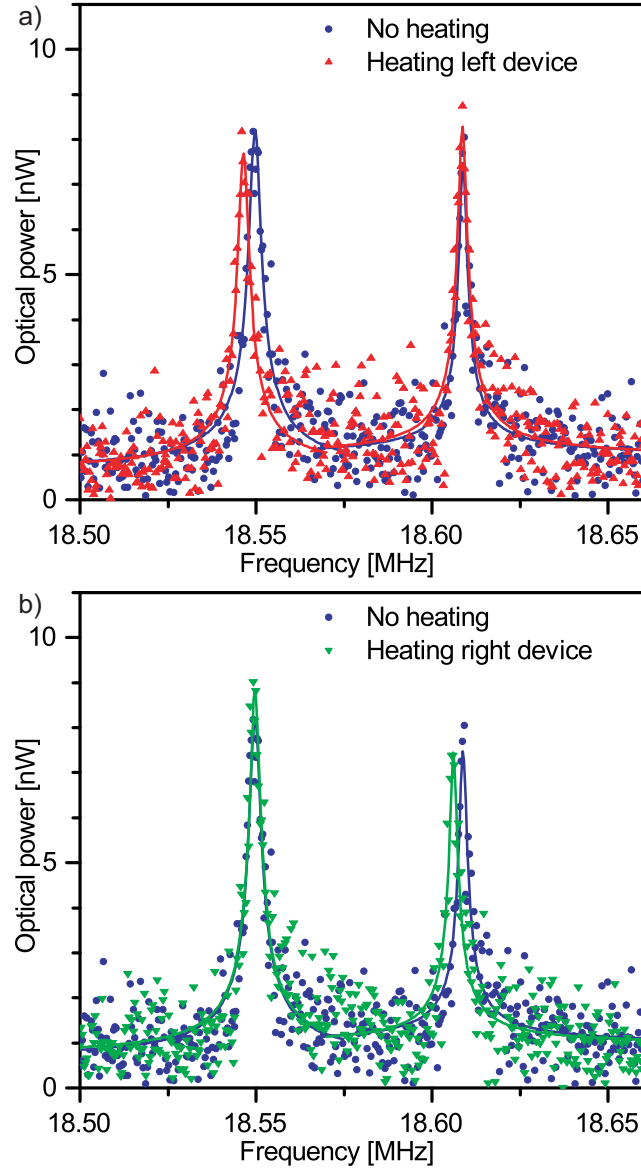 a)
No heating
Heating left device
10
5
0
Optical power [nW]
18.50 18.55 18.60 18.65
Frequency [MHz]
b)
No heating
Heating right device
10
5
0
Optical power [nW]
18.50 18.55 18.60 18.65
Frequency [MHz]